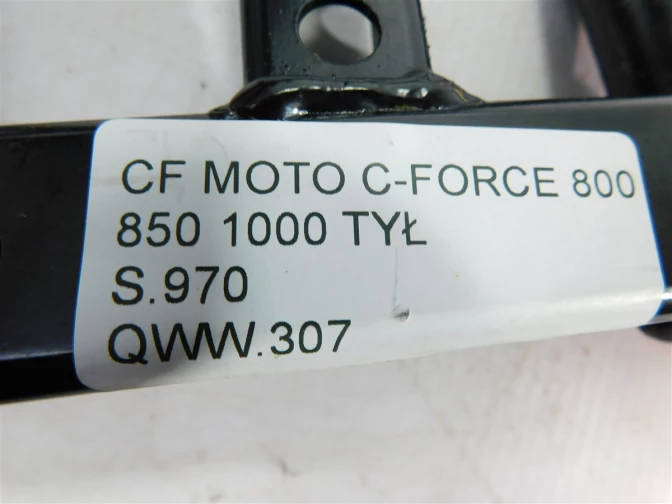 CF MOTO C-FORCE 800
850 1000 TYŁ
S.970
QWW.307